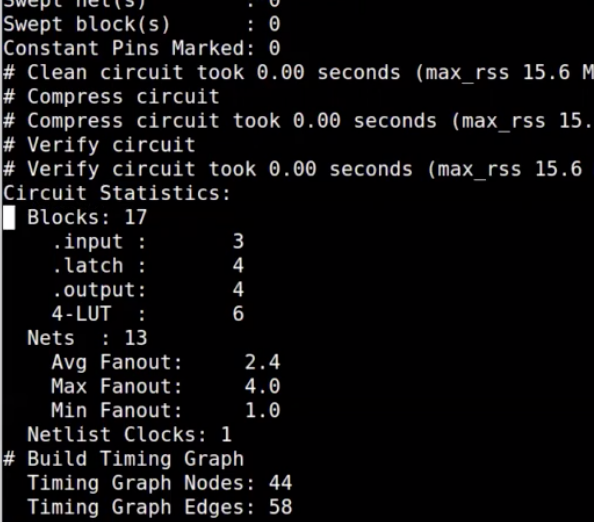 Swept net(s) : 0
Swept block(s) : 0
Constant Pins Marked: 0
# Clean circuit took 0.00 seconds (max_rss 15.6 M
# Compress circuit
# Compress circuit took 0.00 seconds (max_rss 15.
# Verify circuit
# Verify circuit took 0.00 seconds (max_rss 15.6
Circuit Statistics:
Blocks: 17
.input : 3
.latch : 4
.output: 4
4-LUT : 6
Nets : 13
Avg Fanout: 2.4
Max Fanout: 4.0
Min Fanout: 1.0
Netlist Clocks: 1
# Build Timing Graph
Timing Graph Nodes: 44
Timing Graph Edges: 58